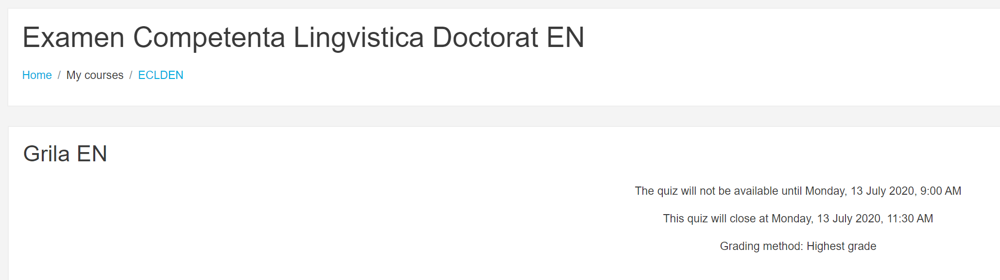 Examen Competenta Lingvistica Doctorat EN
Home / My courses / ECLDEN
Grila EN
The quiz will not be available until Monday, 13 July 2020, 9:00 AM
This quiz will close at Monday, 13 July 2020, 11:30 AM
Grading method: Highest grade